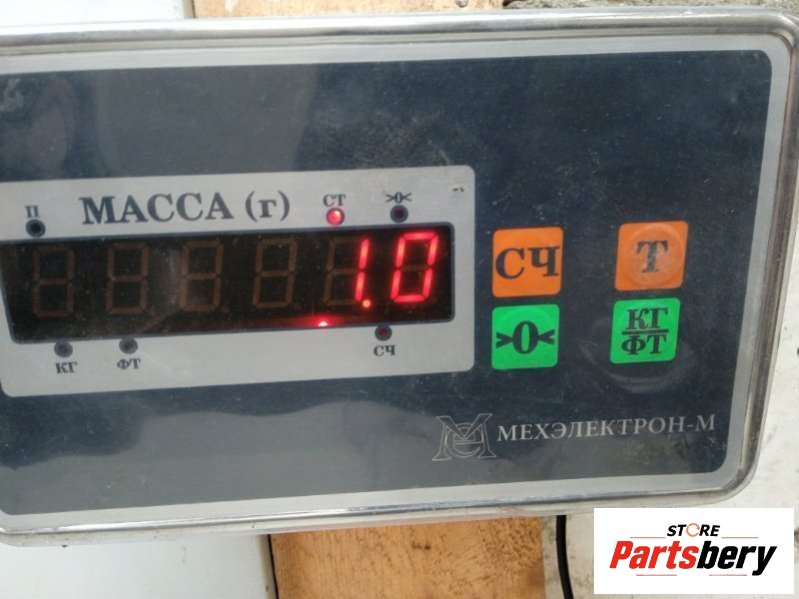 П МАССА (г) СТ >0<
1.0
КГ ФТ СЧ
СЧ Т
>0< КГ/ФТ
МЕХЭЛЕКТРОН-М
STORE
Partsbery